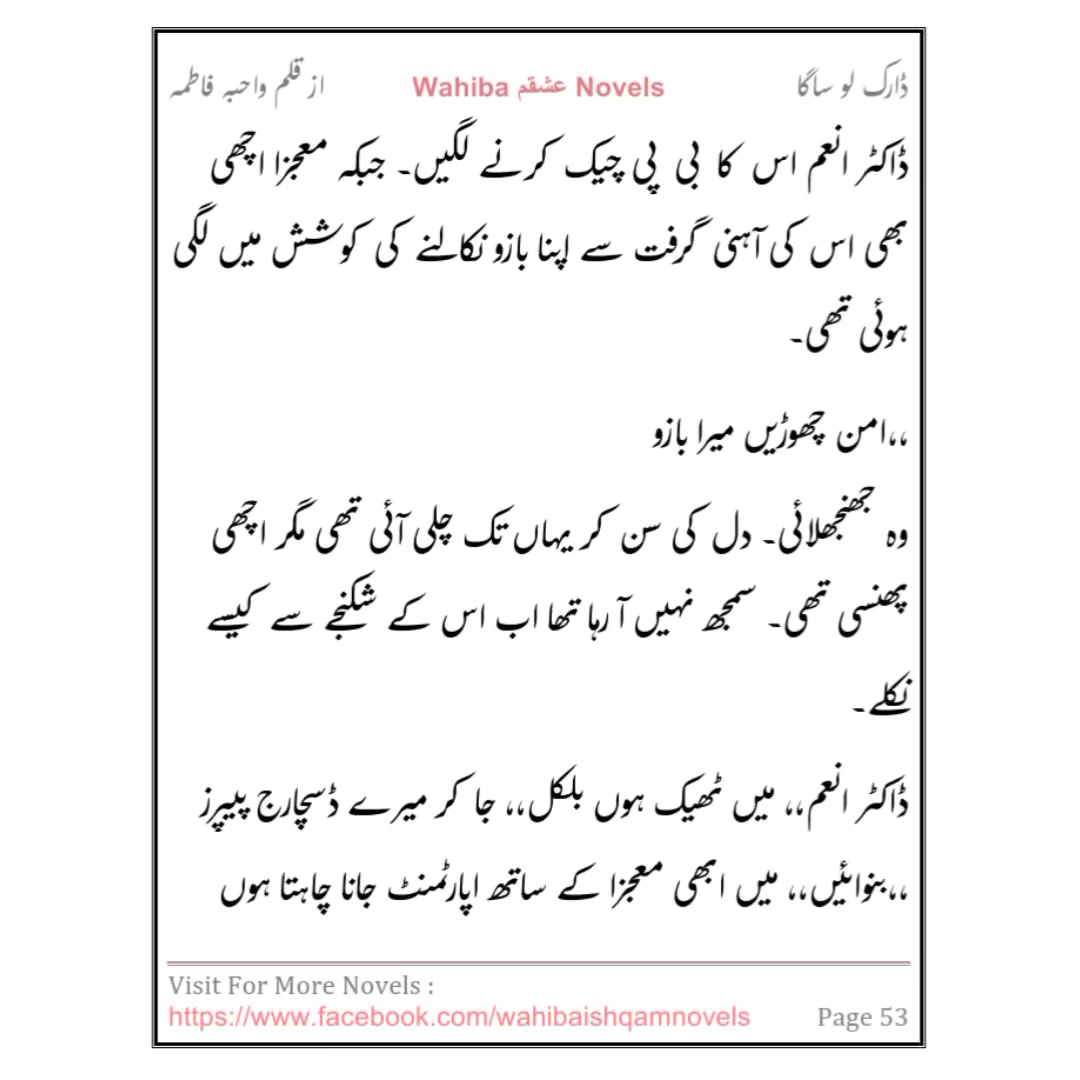 ڈارک لو ساگا Wahiba عشقم Novels از قلم واحبہ فاطمہ
ڈاکٹر انعم اس کا بی پی چیک کرنے لگیں۔ جبکہ معجزا اچھی
بھی اس کی آہنی گرفت سے اپنا بازو نکالنے کی کوشش میں لگی
ہوئی تھی۔
،،امن چھوڑیں میرا بازو
وہ جھنجھلائی۔ دل کی سن کر یہاں تک چلی آئی تھی مگر اچھی
پھنسی تھی۔ سمجھ نہیں آ رہا تھا اب اس کے شکنجے سے کیسے
نکلے۔
ڈاکٹر انعم،، میں ٹھیک ہوں بلکل،، جا کر میرے ڈسچارج پیپرز
،،بنوائیں،، میں ابھی معجزا کے ساتھ اپارٹمنٹ جانا چاہتا ہوں
Visit For More Novels :
https://www.facebook.com/wahibaishqamnovels Page 53